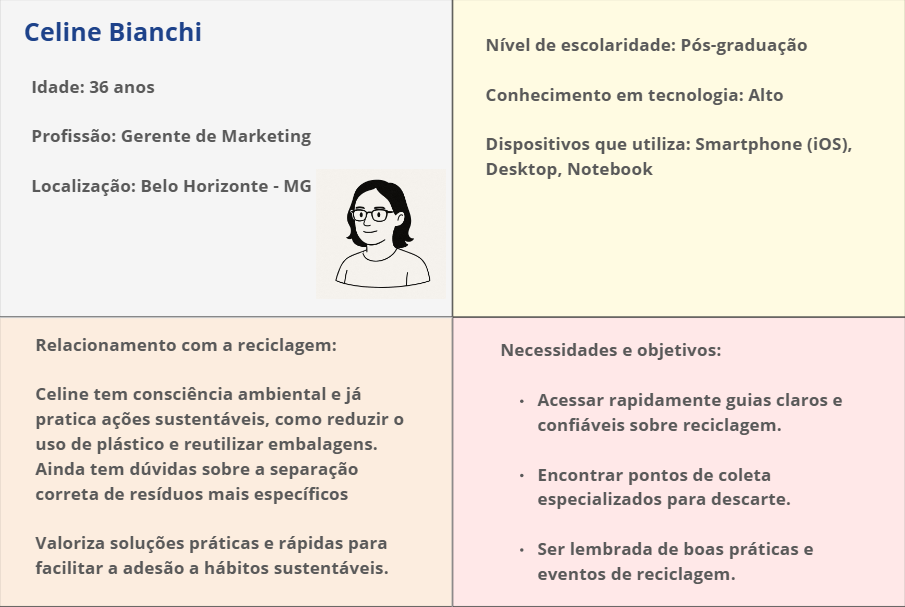 Celine Bianchi
Idade: 36 anos
Profissão: Gerente de Marketing
Localização: Belo Horizonte - MG
Nível de escolaridade: Pós-graduação
Conhecimento em tecnologia: Alto
Dispositivos que utiliza: Smartphone (iOS),
Desktop, Notebook
Relacionamento com a reciclagem:
Celine tem consciência ambiental e já
pratica ações sustentáveis, como reduzir o
uso de plástico e reutilizar embalagens.
Ainda tem dúvidas sobre a separação
correta de resíduos mais específicos
Valoriza soluções práticas e rápidas para
facilitar a adesão a hábitos sustentáveis.
Necessidades e objetivos:
• Acessar rapidamente guias claros e
confiáveis sobre reciclagem.
• Encontrar pontos de coleta
especializados para descarte.
• Ser lembrada de boas práticas e
eventos de reciclagem.